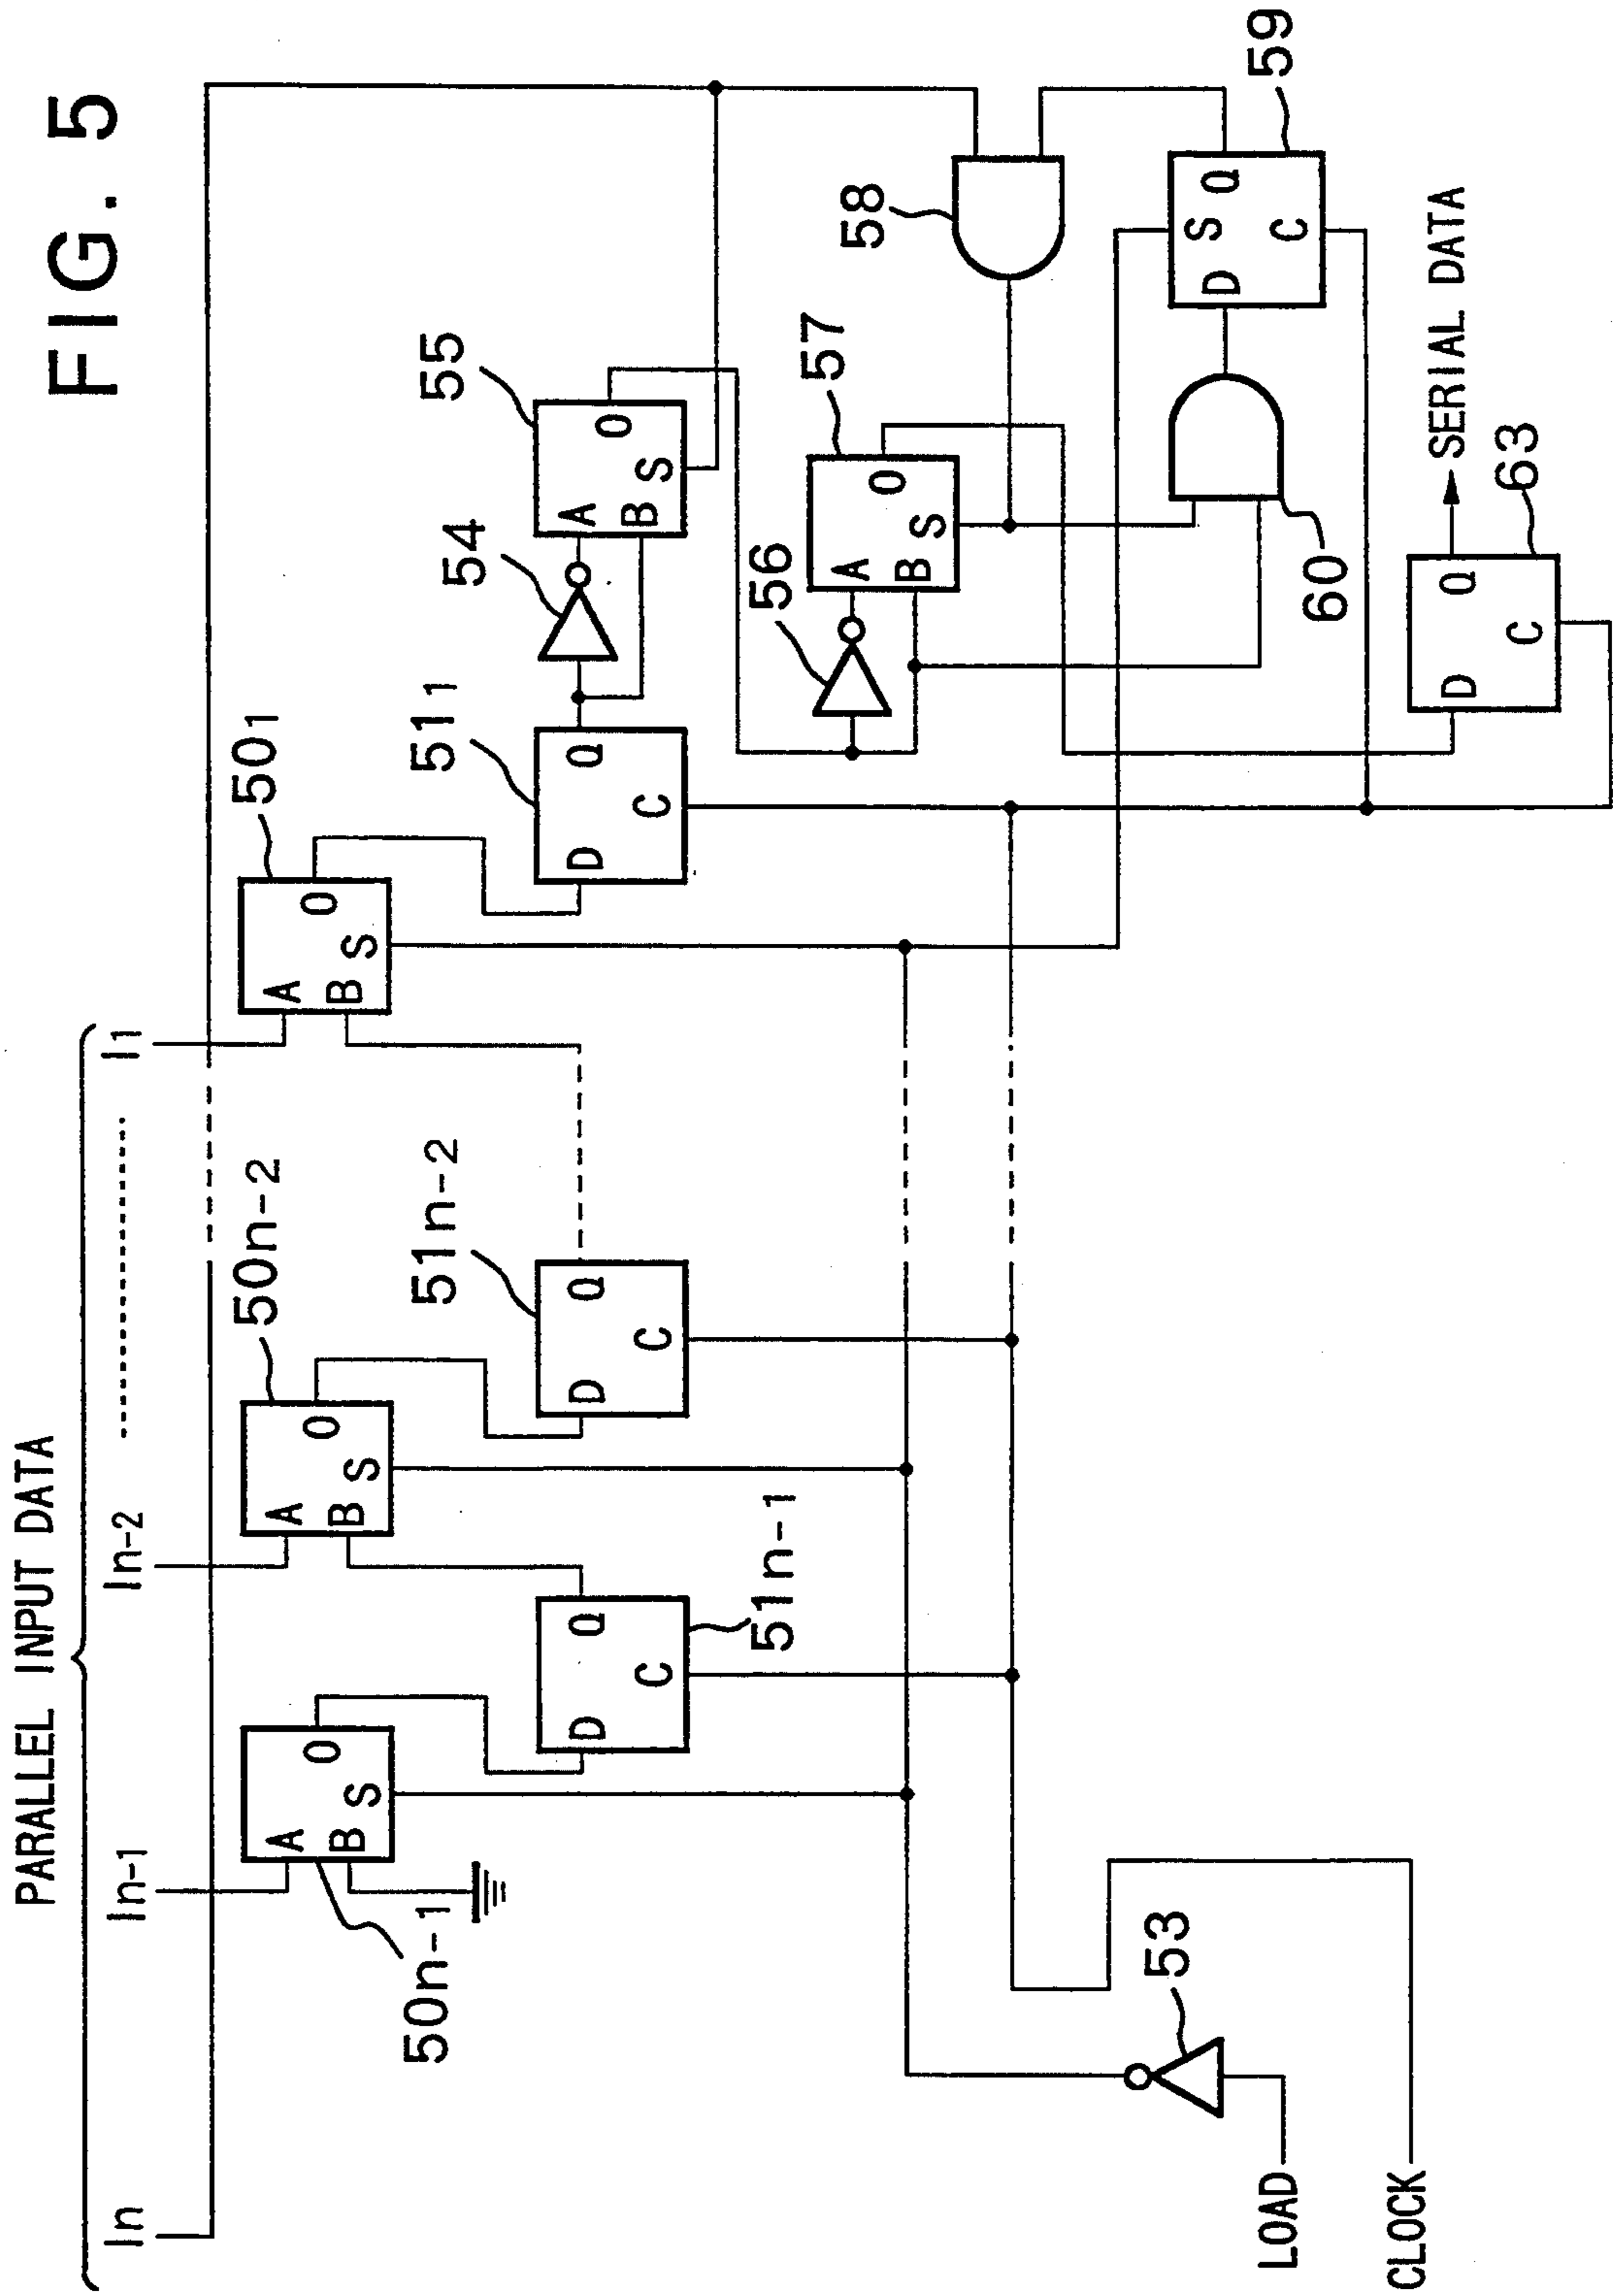 FIG. 5
PARALLEL INPUT DATA
In
In-1
In-2
I1
50n-1
A
B
O
S
50n-2
A
B
O
S
501
A
B
O
S
51n-1
D
Q
C
51n-2
D
Q
C
511
D
Q
C
54
55
A
B
O
S
56
57
A
B
O
S
58
59
D
S
Q
C
60
63
D
Q
C
SERIAL DATA
53
LOAD
CLOCK